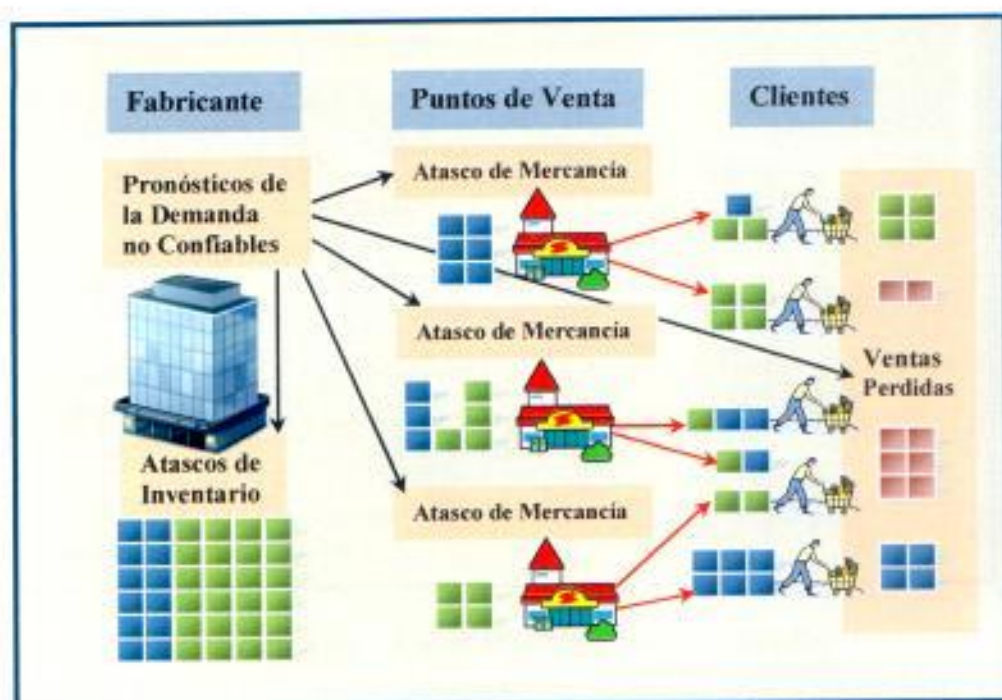 Fabricante
Puntos de Venta
Clientes
Pronósticos de
la Demanda
no Confiables
Atasco de Mercancía
Atasco de Mercancía
Ventas
Perdidas
Atascos de
Inventario
Atasco de Mercancía